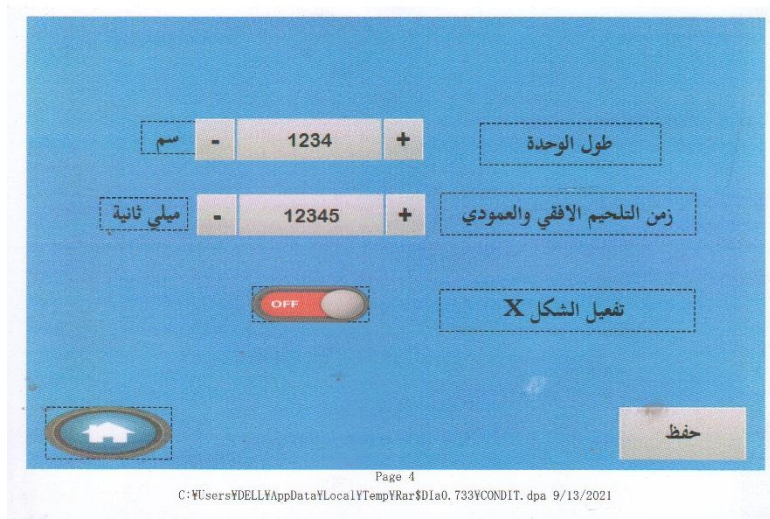 طول الوحدة + 1234 - سم
زمن التلحيم الافقي والعمودي + 12345 - ميلي ثانية
تفعيل الشكل X OFF
حفظ
Page 4
C:¥Users¥DELL¥AppData¥Local¥Temp¥Rar$DIa0.733¥CONDIT.dpa 9/13/2021